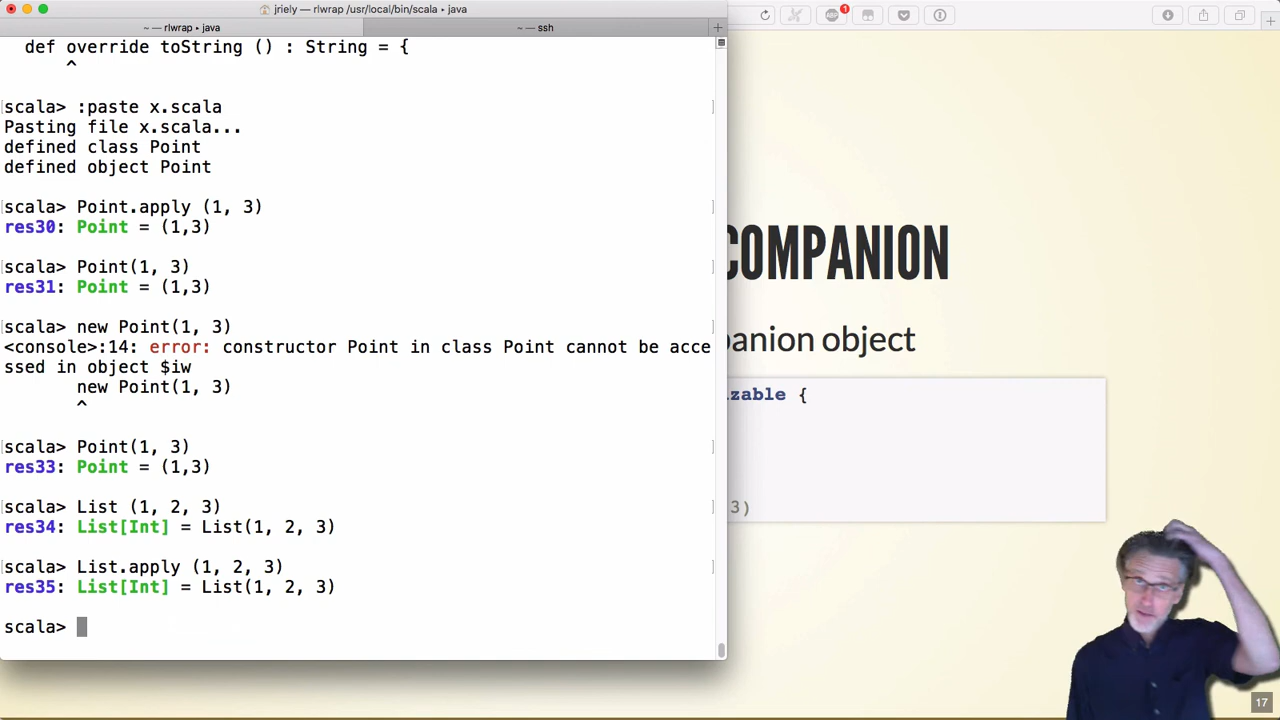 jriely — rlwrap /usr/local/bin/scala ▸ java
~ — rlwrap ▸ java
~ — ssh
def override toString () : String = {
^
scala> :paste x.scala
Pasting file x.scala...
defined class Point
defined object Point
scala> Point.apply (1, 3)
res30: Point = (1,3)
scala> Point(1, 3)
res31: Point = (1,3)
scala> new Point(1, 3)
<console>:14: error: constructor Point in class Point cannot be acce
ssed in object $iw
new Point(1, 3)
^
scala> Point(1, 3)
res33: Point = (1,3)
scala> List (1, 2, 3)
res34: List[Int] = List(1, 2, 3)
scala> List.apply (1, 2, 3)
res35: List[Int] = List(1, 2, 3)
scala>
ABP 1
COMPANION
panion object
izable {
3)
17